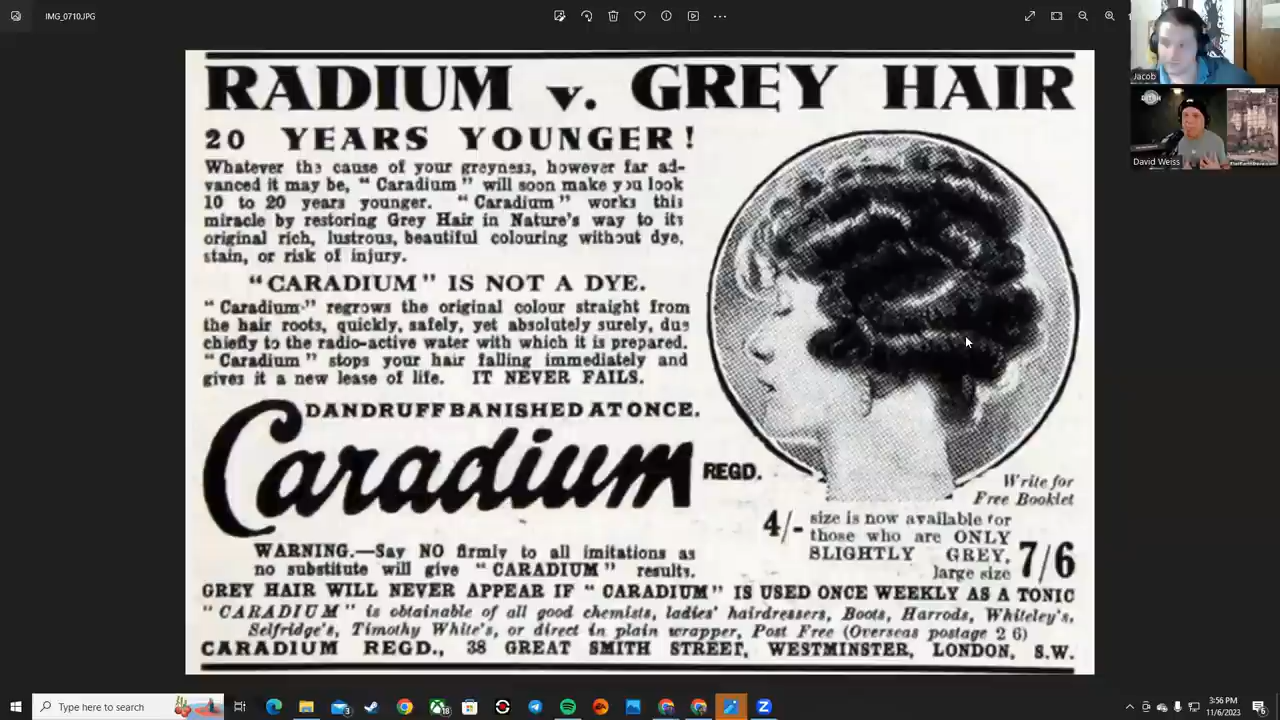 IMG_0710.JPG
Jacob
David Weiss
RADIUM v. GREY HAIR
20 YEARS YOUNGER!
Whatever the cause of your greyness, however far ad-
vanced it may be, "Caradium" will soon make you look
10 to 20 years younger. "Caradium" works this
miracle by restoring Grey Hair in Nature's way to its
original rich, lustrous, beautiful colouring without dye,
stain, or risk of injury.
"CARADIUM" IS NOT A DYE.
"Caradium" regrows the original colour straight from
the hair roots, quickly, safely, yet absolutely surely, due
chiefly to the radio-active water with which it is prepared.
"Caradium" stops your hair falling immediately and
gives it a new lease of life. IT NEVER FAILS.
DANDRUFF BANISHED AT ONCE.
Caradium REGD.
Write for
Free Booklet
4/- size is now available for
those who are ONLY
SLIGHTLY GREY,
large size 7/6
WARNING.—Say NO firmly to all imitations as
no substitute will give "CARADIUM" results.
GREY HAIR WILL NEVER APPEAR IF "CARADIUM" IS USED ONCE WEEKLY AS A TONIC
"CARADIUM" is obtainable of all good chemists, ladies' hairdressers, Boots, Harrods, Whiteley's,
Selfridge's, Timothy White's, or direct in plain wrapper, Post Free (Overseas postage 2 6)
CARADIUM REGD., 38 GREAT SMITH STREET, WESTMINSTER, LONDON, S.W.
Type here to search
3:56 PM
11/6/2023